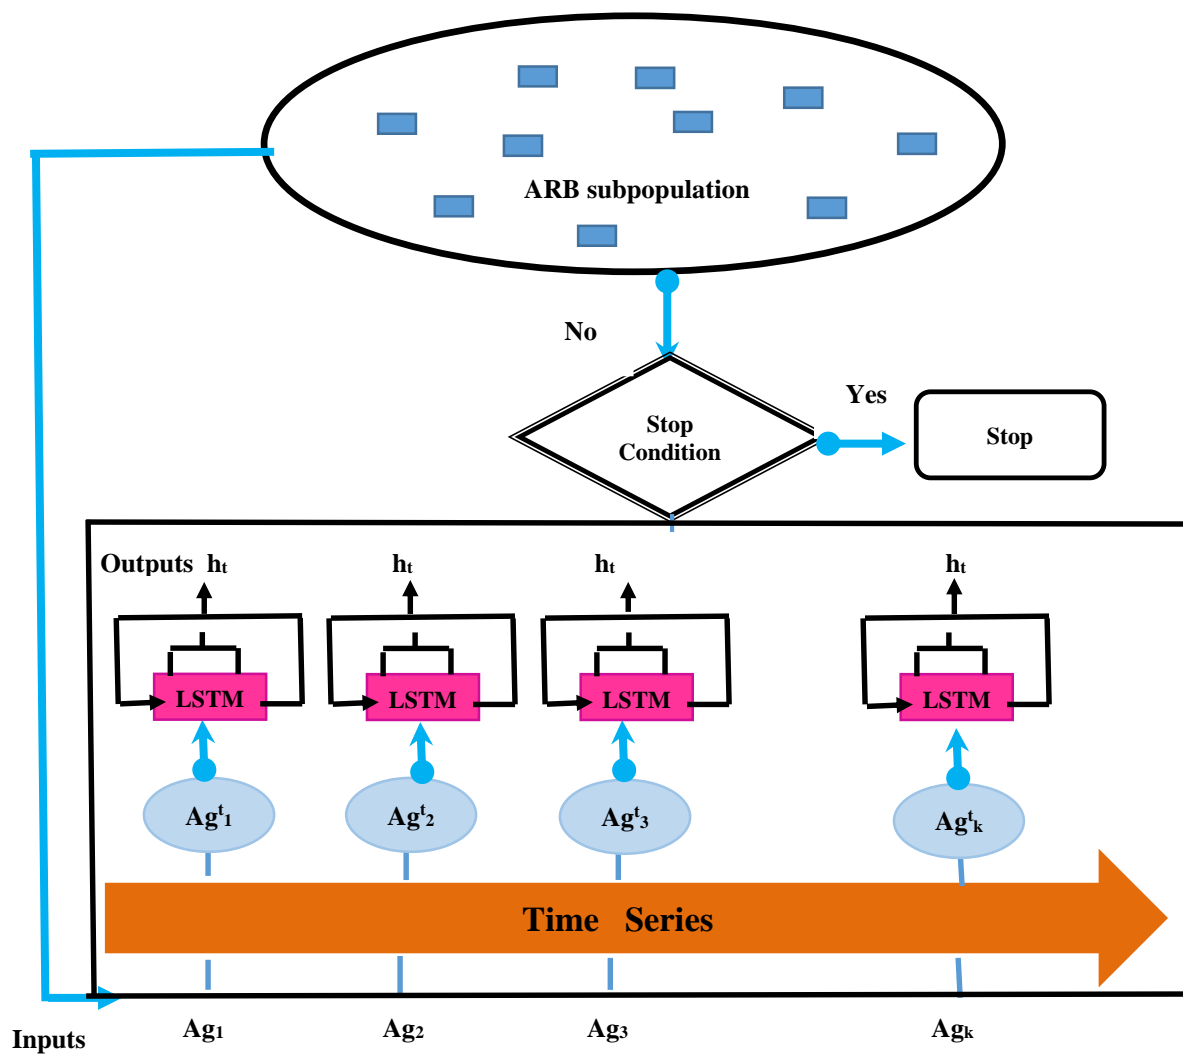 ARB subpopulation
No
Yes
Stop
Condition
Stop
Outputs hₜ hₜ hₜ hₜ
LSTM LSTM LSTM LSTM
Agᵗ₁ Agᵗ₂ Agᵗ₃ Agᵗₖ
Time Series
Ag₁ Ag₂ Ag₃ Agₖ
Inputs